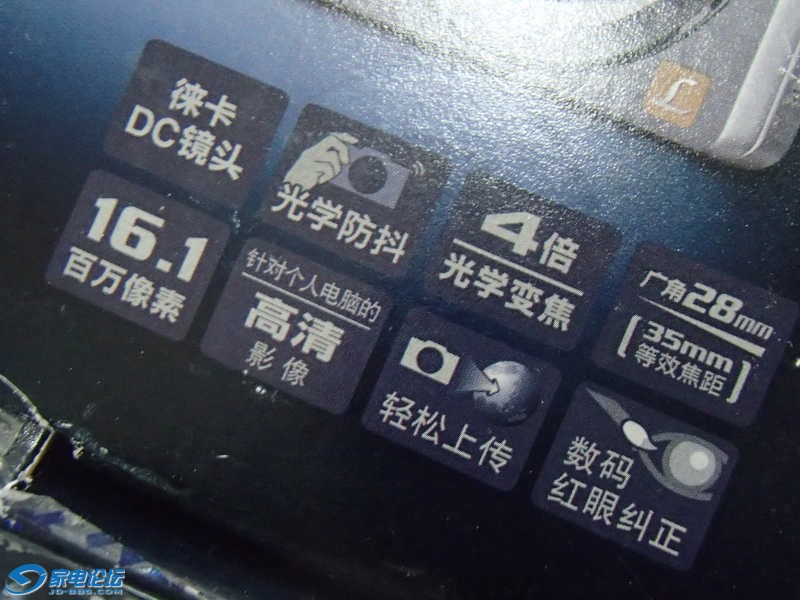 徕卡
DC镜头
光学防抖
4倍
光学变焦
广角28mm
[35mm
等效焦距]
16.1
百万像素
针对个人电脑的
高清
影像
轻松上传
数码
红眼纠正
L
家电论坛
JD-BBS.COM